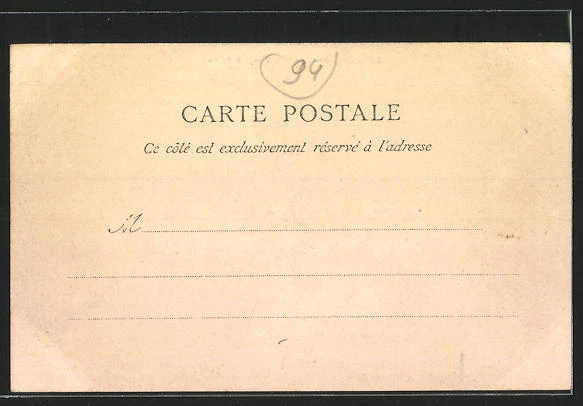 94
CARTE POSTALE
Ce côté est exclusivement réservé à l'adresse
M